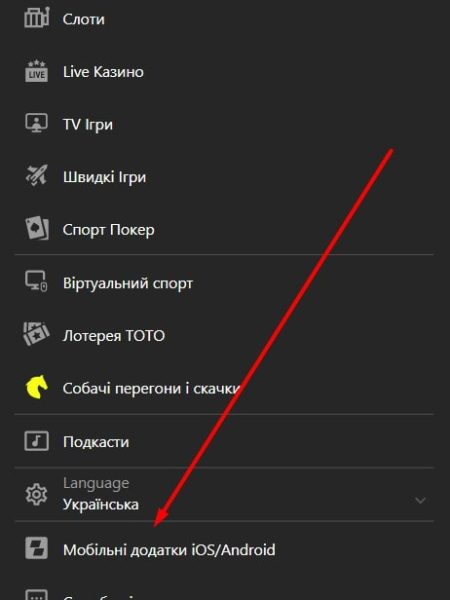 Слоти
LIVE
Live Казино
TV Ігри
Швидкі Ігри
Спорт Покер
Віртуальний спорт
Лотерея ТОТО
Собачі перегони і скачки
Подкасти
Language
Українська
Мобільні додатки iOS/Android